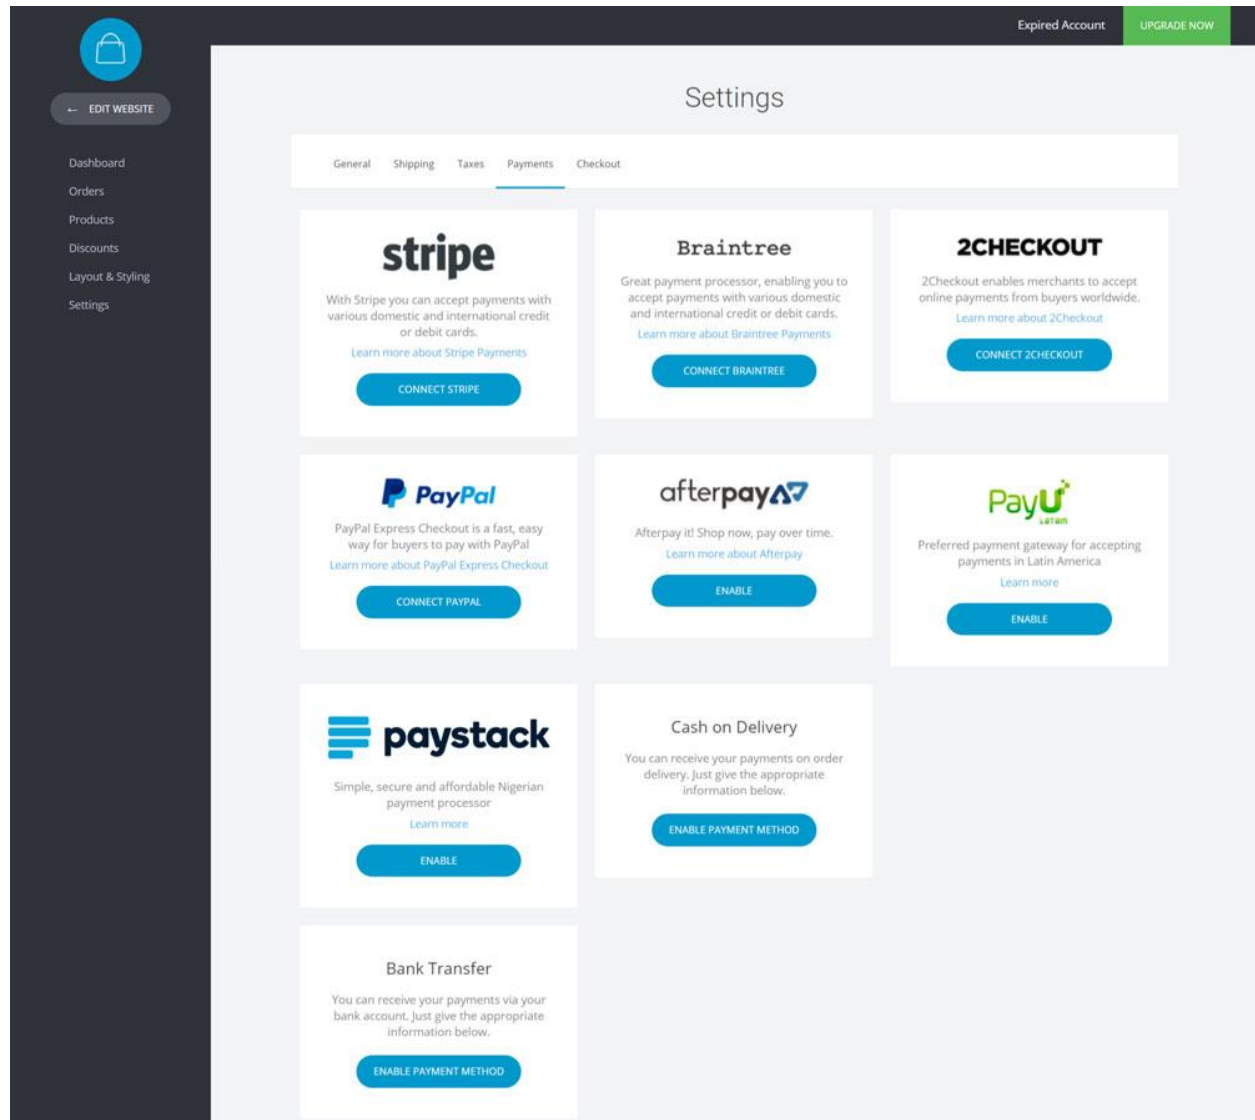 Expired Account
UPGRADE NOW
← EDIT WEBSITE
Dashboard
Orders
Products
Discounts
Layout & Styling
Settings
Settings
General Shipping Taxes Payments Checkout
stripe
With Stripe you can accept payments with
various domestic and international credit
or debit cards.
Learn more about Stripe Payments
CONNECT STRIPE
Braintree
Great payment processor, enabling you to
accept payments with various domestic
and international credit or debit cards.
Learn more about Braintree Payments
CONNECT BRAINTREE
2CHECKOUT
2Checkout enables merchants to accept
online payments from buyers worldwide.
Learn more about 2Checkout
CONNECT 2CHECKOUT
PayPal
PayPal Express Checkout is a fast, easy
way for buyers to pay with PayPal
Learn more about PayPal Express Checkout
CONNECT PAYPAL
afterpay
Afterpay it! Shop now, pay over time.
Learn more about Afterpay
ENABLE
PayU
Latam
Preferred payment gateway for accepting
payments in Latin America
Learn more
ENABLE
paystack
Simple, secure and affordable Nigerian
payment processor
Learn more
ENABLE
Cash on Delivery
You can receive your payments on order
delivery. Just give the appropriate
information below.
ENABLE PAYMENT METHOD
Bank Transfer
You can receive your payments via your
bank account. Just give the appropriate
information below.
ENABLE PAYMENT METHOD